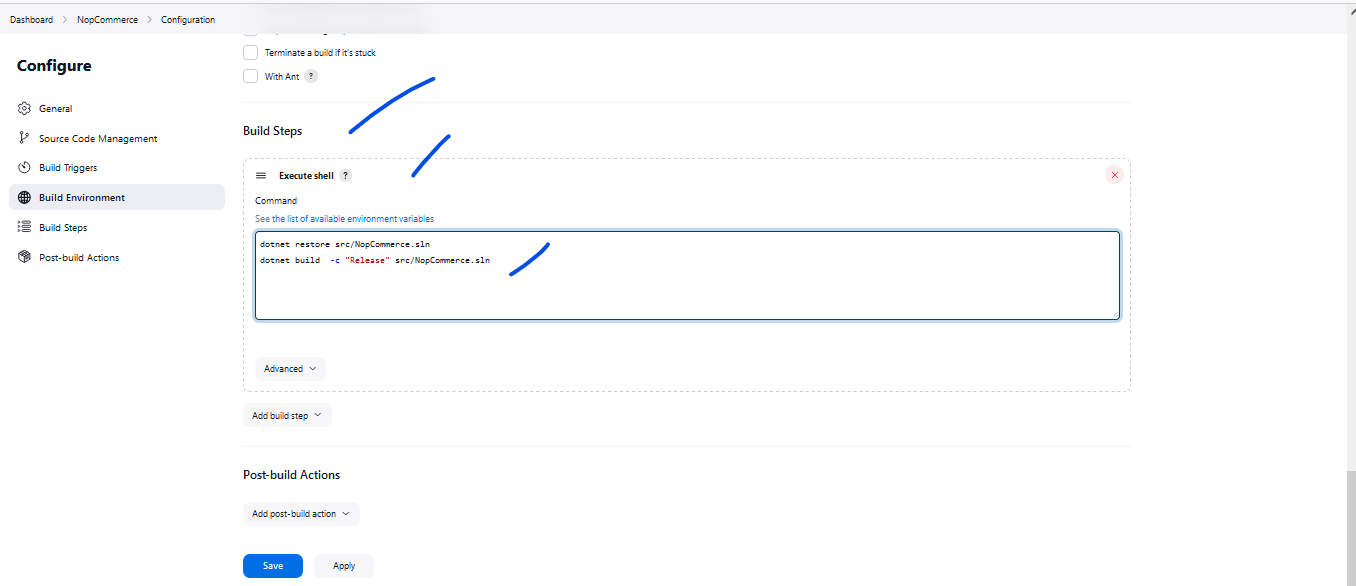 Dashboard > NopCommerce > Configuration
Configure
General
Source Code Management
Build Triggers
Build Environment
Build Steps
Post-build Actions
Terminate a build if it's stuck
With Ant ?
Build Steps
Execute shell ?
Command
See the list of available environment variables
dotnet restore src/NopCommerce.sln
dotnet build  -c "Release" src/NopCommerce.sln
Advanced
Add build step
Post-build Actions
Add post-build action
Save
Apply